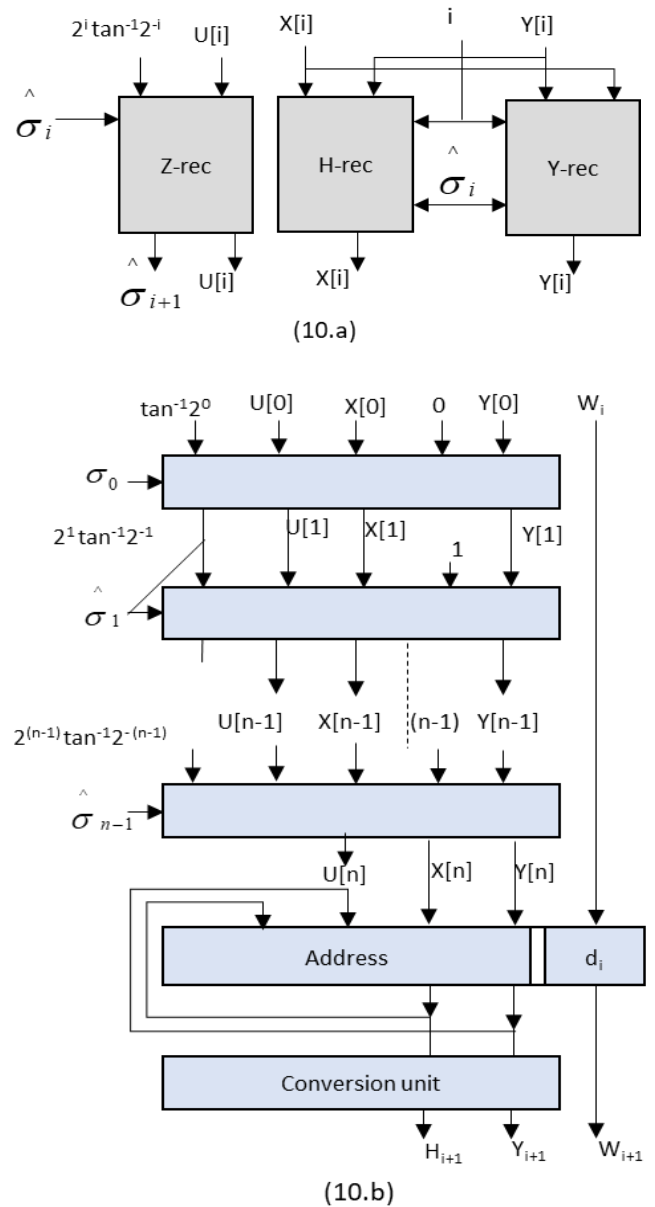 2ⁱ tan⁻¹2⁻ⁱ U[i] X[i] i Y[i]
σ̂ᵢ Z-rec H-rec σ̂ᵢ Y-rec
σ̂ᵢ₊₁ U[i] X[i] Y[i]
(10.a)
tan⁻¹2⁰ U[0] X[0] 0 Y[0] Wᵢ
σ₀
2¹tan⁻¹2⁻¹ U[1] X[1] 1 Y[1]
σ̂₁
2⁽ⁿ⁻¹⁾tan⁻¹2⁻⁽ⁿ⁻¹⁾ U[n-1] X[n-1] (n-1) Y[n-1]
σ̂ₙ₋₁
U[n] X[n] Y[n]
Address dᵢ
Conversion unit
Hᵢ₊₁ Yᵢ₊₁ Wᵢ₊₁
(10.b)